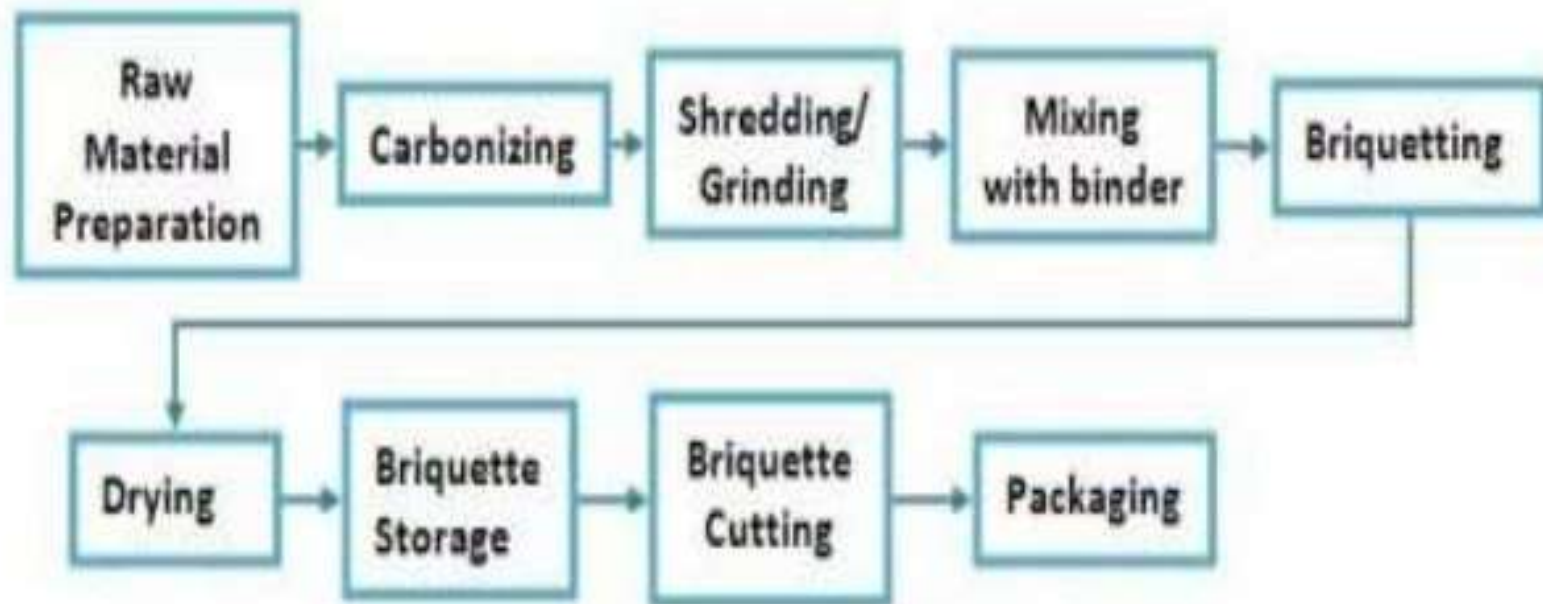 Raw
Material
Preparation
Carbonizing
Shredding/
Grinding
Mixing
with binder
Briquetting
Drying
Briquette
Storage
Briquette
Cutting
Packaging